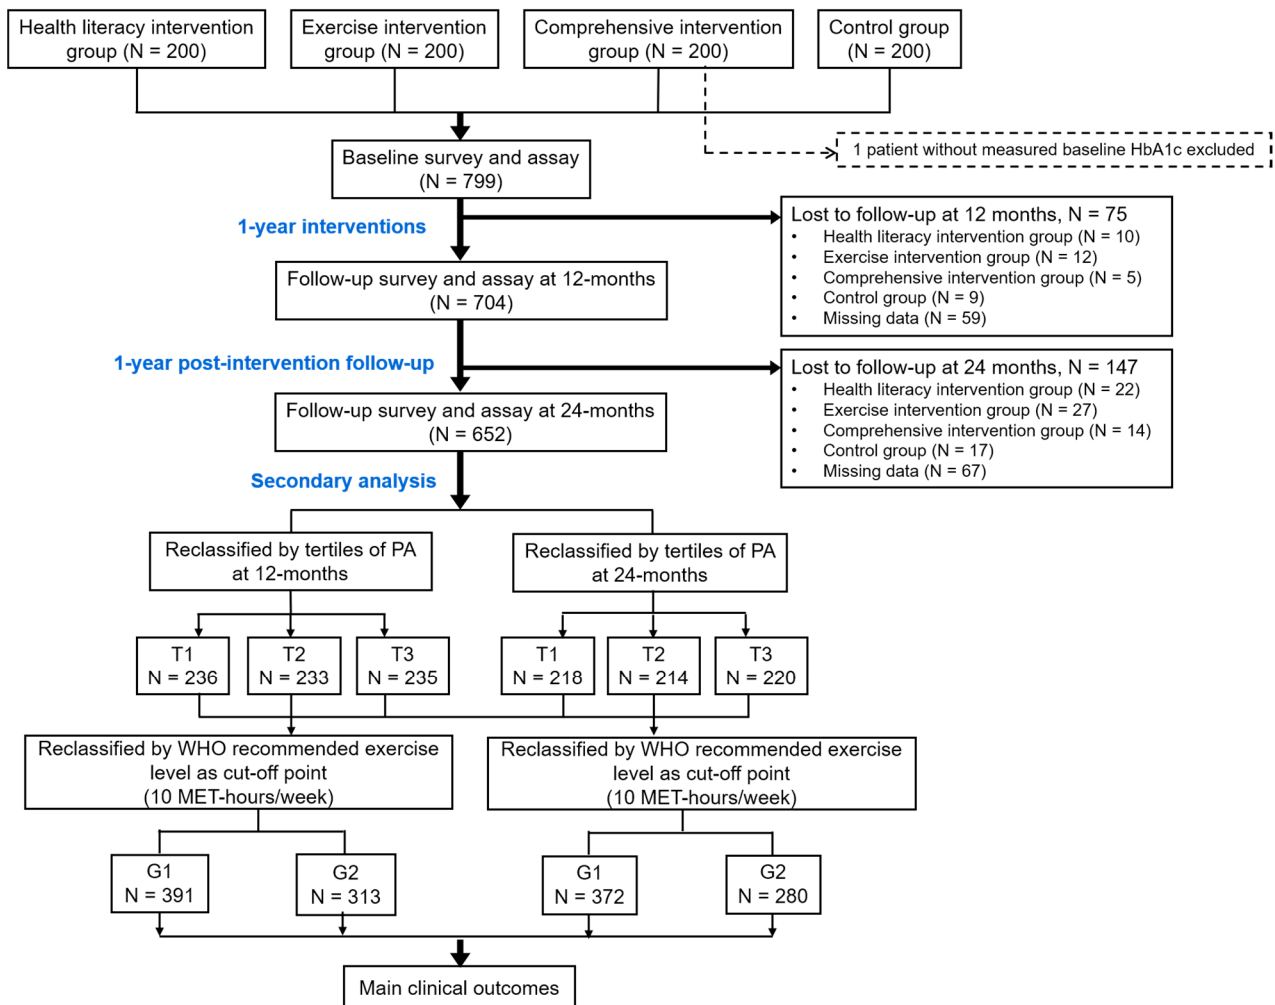 Health literacy intervention
group (N = 200)
Exercise intervention
group (N = 200)
Comprehensive intervention
group (N = 200)
Control group
(N = 200)
1 patient without measured baseline HbA1c excluded
Baseline survey and assay
(N = 799)
1-year interventions
Lost to follow-up at 12 months, N = 75
• Health literacy intervention group (N = 10)
• Exercise intervention group (N = 12)
• Comprehensive intervention group (N = 5)
• Control group (N = 9)
• Missing data (N = 59)
Follow-up survey and assay at 12-months
(N = 704)
1-year post-intervention follow-up
Lost to follow-up at 24 months, N = 147
• Health literacy intervention group (N = 22)
• Exercise intervention group (N = 27)
• Comprehensive intervention group (N = 14)
• Control group (N = 17)
• Missing data (N = 67)
Follow-up survey and assay at 24-months
(N = 652)
Secondary analysis
Reclassified by tertiles of PA
at 12-months
Reclassified by tertiles of PA
at 24-months
T1
N = 236
T2
N = 233
T3
N = 235
T1
N = 218
T2
N = 214
T3
N = 220
Reclassified by WHO recommended exercise
level as cut-off point
(10 MET-hours/week)
Reclassified by WHO recommended exercise
level as cut-off point
(10 MET-hours/week)
G1
N = 391
G2
N = 313
G1
N = 372
G2
N = 280
Main clinical outcomes